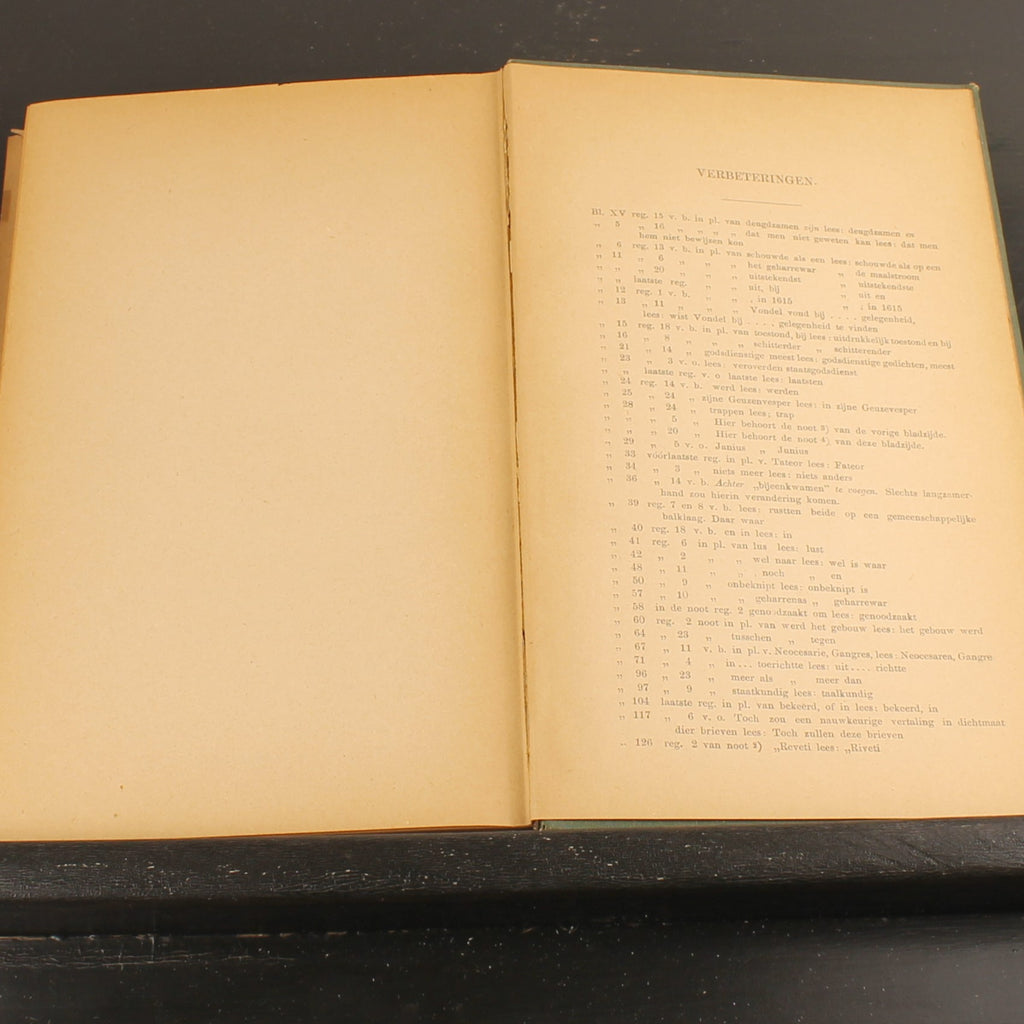 VERBETERINGEN.
Bl. XV reg. 15 v. b. in pl. van deugdzamen zijn lees: deugdzamen en
„ 5 „ 16 „ „ „ „ dat men niet geweten kan lees: dat men
hem niet bewijzen kon
„ 6 reg. 13 v. b. in pl. van schouwde als een lees: schouwde als op een
„ 11 „ 6 „ „ „ het geharrewar „ de maalstroom
„ „ „ 20 „ „ „ uitstekendst „ uitstekendste
„ „ laatste reg. „ „ uit, bij „ uit en
„ 12 reg. 1 v. b. „ „ , in 1615 „ ; in 1615
„ 13 „ 11 „ „ „ Vondel vond bij .... gelegenheid,
lees: wist Vondel bij .... gelegenheid te vinden
„ 15 reg. 18 v. b. in pl. van toestond, bij lees: uitdrukkelijk toestond en bij
„ 16 „ 8 „ „ „ schitterder „ schitterender
„ 21 „ 14 „ godsdienstige meest lees: godsdienstige gedichten, meest
„ 23 „ 3 v. o. lees: veroverden staatsgodsdienst
„ „ laatste reg. v. o laatste lees: laatsten
„ 24 reg. 14 v. b. werd lees: werden
„ 25 „ 24 „ zijne Geuzenvesper lees: in zijne Geuzevesper
„ 28 „ 24 „ trappen lees; trap
„ „ „ 5 „ Hier behoort de noot 3) van de vorige bladzijde.
„ „ „ 20 „ Hier behoort de noot 4) van deze bladzijde.
„ 29 „ 5 v. o. Janius „ Junius
„ 33 voorlaatste reg. in pl. v. Tateor lees: Fateor
„ 34 „ 3 „ niets meer lees: niets anders
„ 36 „ 14 v. b. Achter „bijeenkwamen” te voegen. Slechts langzamer-
hand zou hierin verandering komen.
„ 39 reg. 7 en 8 v. b. lees: rustten beide op een gemeenschappelijke
balklaag. Daar waar
„ 40 reg. 18 v. b. en in lees: in
„ 41 reg. 6 in pl. van lus lees: lust
„ 42 „ 2 „ „ wel naar lees: wel is waar
„ 48 „ 11 „ „ noch „ en
„ 50 „ 9 „ onbeknipt lees: onbeknipt is
„ 57 „ 10 „ „ geharrenas „ geharrewar
„ 58 in de noot reg. 2 genodzaakt om lees: genoodzaakt
„ 60 reg. 2 noot in pl. van werd het gebouw lees: het gebouw werd
„ 64 „ 23 „ tusschen „ tegen
„ 67 „ 11 v. b. in pl. v. Neocesarie, Gangres, lees: Neocesarea, Gangre
„ 71 „ 4 „ in ... toerichtte lees: uit .... richtte
„ 96 „ 23 „ meer als „ meer dan
„ 97 „ 9 „ staatkundig lees: taalkundig
„ 104 laatste reg. in pl. van bekeêrd, of in lees: bekeerd, in
„ 117 „ 6 v. o. Toch zou een nauwkeurige vertaling in dichtmaat
dier brieven lees: Toch zullen deze brieven
„ 126 reg. 2 van noot 2) „Reveti lees: „Riveti